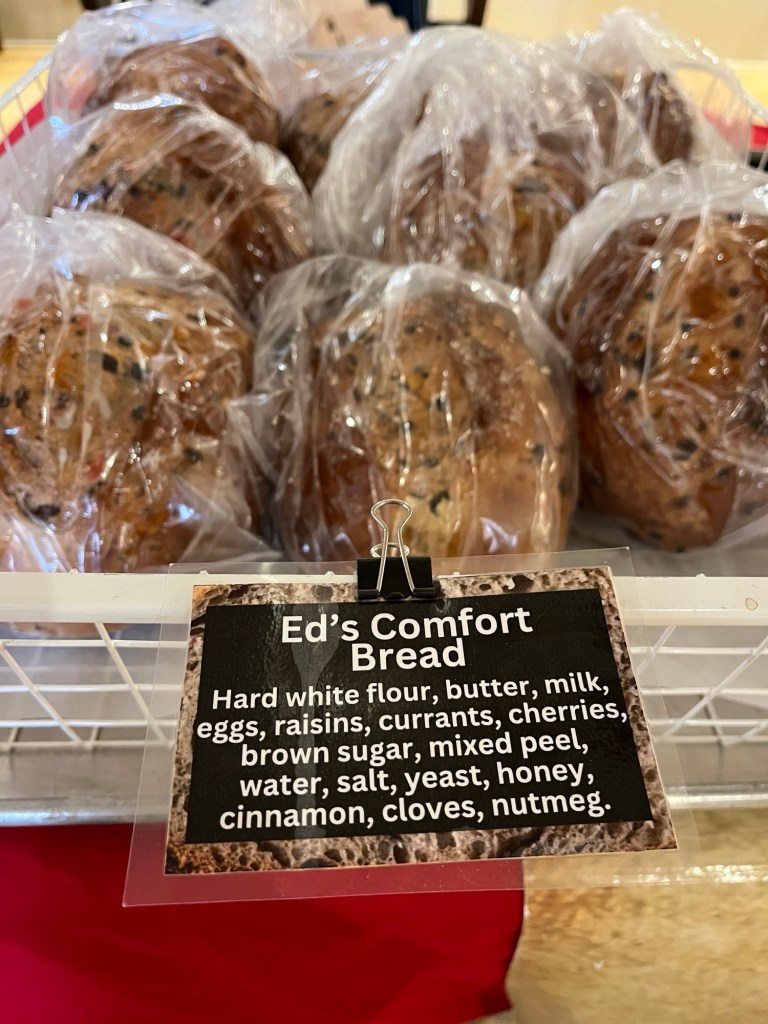 Ed's Comfort
Bread
Hard white flour, butter, milk,
eggs, raisins, currants, cherries,
brown sugar, mixed peel,
water, salt, yeast, honey,
cinnamon, cloves, nutmeg.